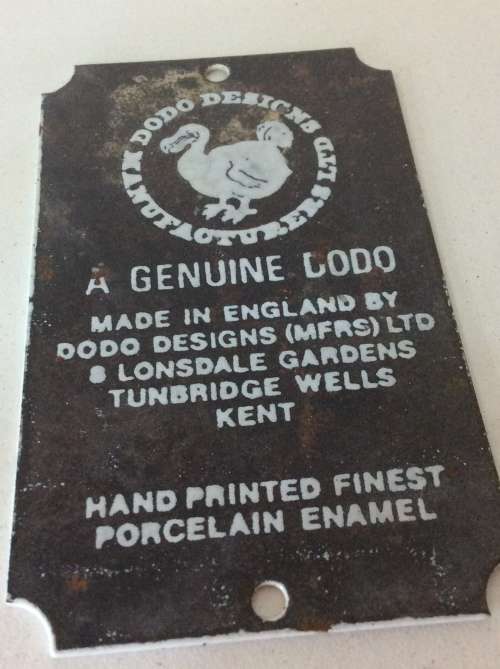 DODO DESIGNS
MANUFACTURERS LTD
A GENUINE DODO
MADE IN ENGLAND BY
DODO DESIGNS (MFRS) LTD
8 LONSDALE GARDENS
TUNBRIDGE WELLS
KENT
HAND PRINTED FINEST
PORCELAIN ENAMEL